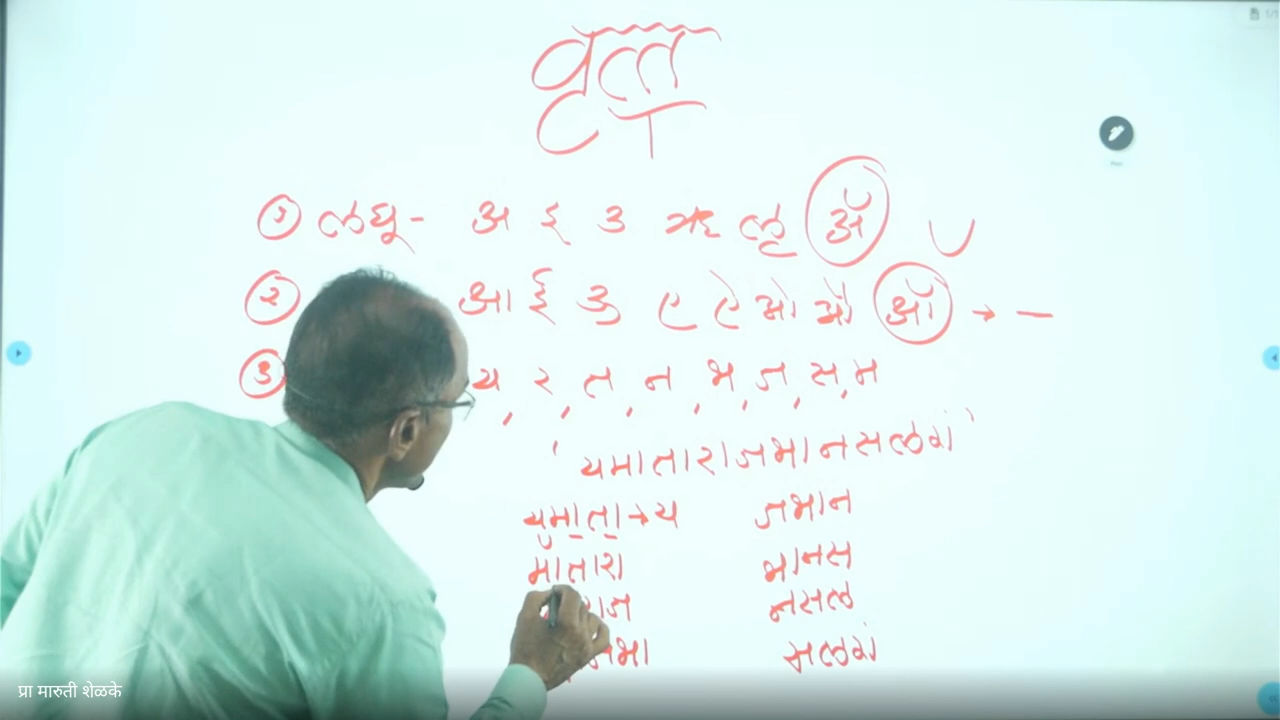 वृत्त
१ लघू - अ इ उ ऋ लृ अॅ U
२ आ ई ऊ ए ऐ ओ औ ऑ → —
३ य, र, त, न, भ, ज, स, म
'यमाताराजभानसलगं'
यमाता → य जभान
मातारा भानस
राज नसल
जभा सलगं
प्रा मारुती शेळके